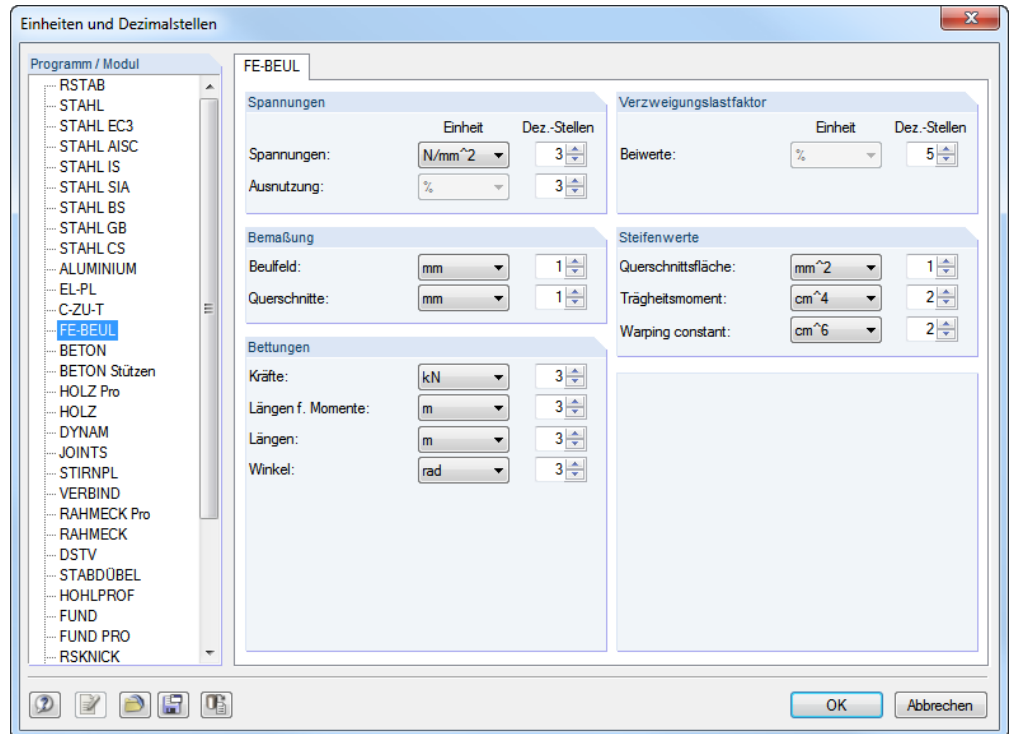 Einheiten und Dezimalstellen
Programm / Modul
RSTAB
STAHL
STAHL EC3
STAHL AISC
STAHL IS
STAHL SIA
STAHL BS
STAHL GB
STAHL CS
ALUMINIUM
EL-PL
C-ZU-T
FE-BEUL
BETON
BETON Stützen
HOLZ Pro
HOLZ
DYNAM
JOINTS
STIRNPL
VERBIND
RAHMECK Pro
RAHMECK
DSTV
STABDÜBEL
HOHLPROF
FUND
FUND PRO
RSKNICK
FE-BEUL
Spannungen
Einheit Dez.-Stellen
Spannungen: N/mm^2 3
Ausnutzung: % 3
Bemaßung
Beulfeld: mm 1
Querschnitte: mm 1
Bettungen
Kräfte: kN 3
Längen f. Momente: m 3
Längen: m 3
Winkel: rad 3
Verzweigungslastfaktor
Einheit Dez.-Stellen
Beiwerte: % 5
Steifenwerte
Querschnittsfläche: mm^2 1
Trägheitsmoment: cm^4 2
Warping constant: cm^6 2
OK
Abbrechen